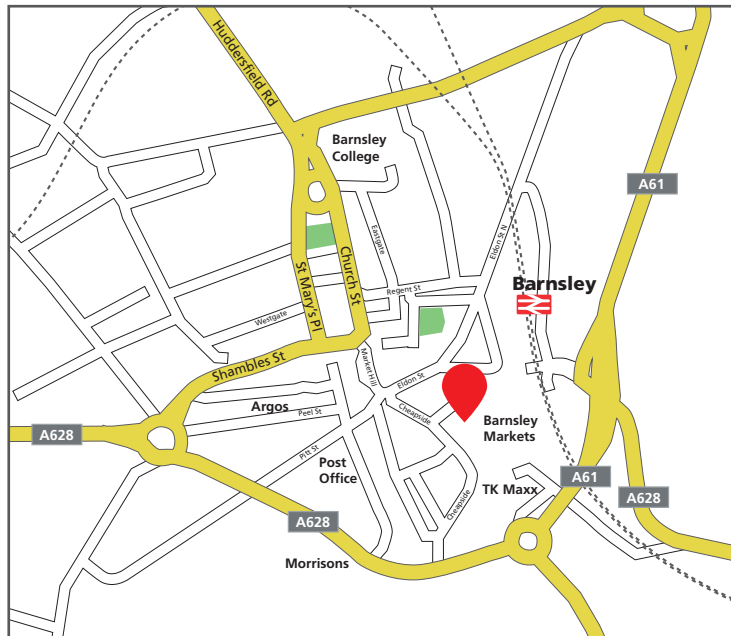 Huddersfield Rd
Barnsley
College
A61
Eastgate
Eldon St N
Church St
St Mary's Pl
Barnsley
Regent St
Westgate
Market Hill
Shambles St
Eldon St
Argos
Peel St
Cheapside
Barnsley
Markets
A628
Pitt St
Post
Office
TK Maxx
A61
Cheapside
A628
A628
Morrisons